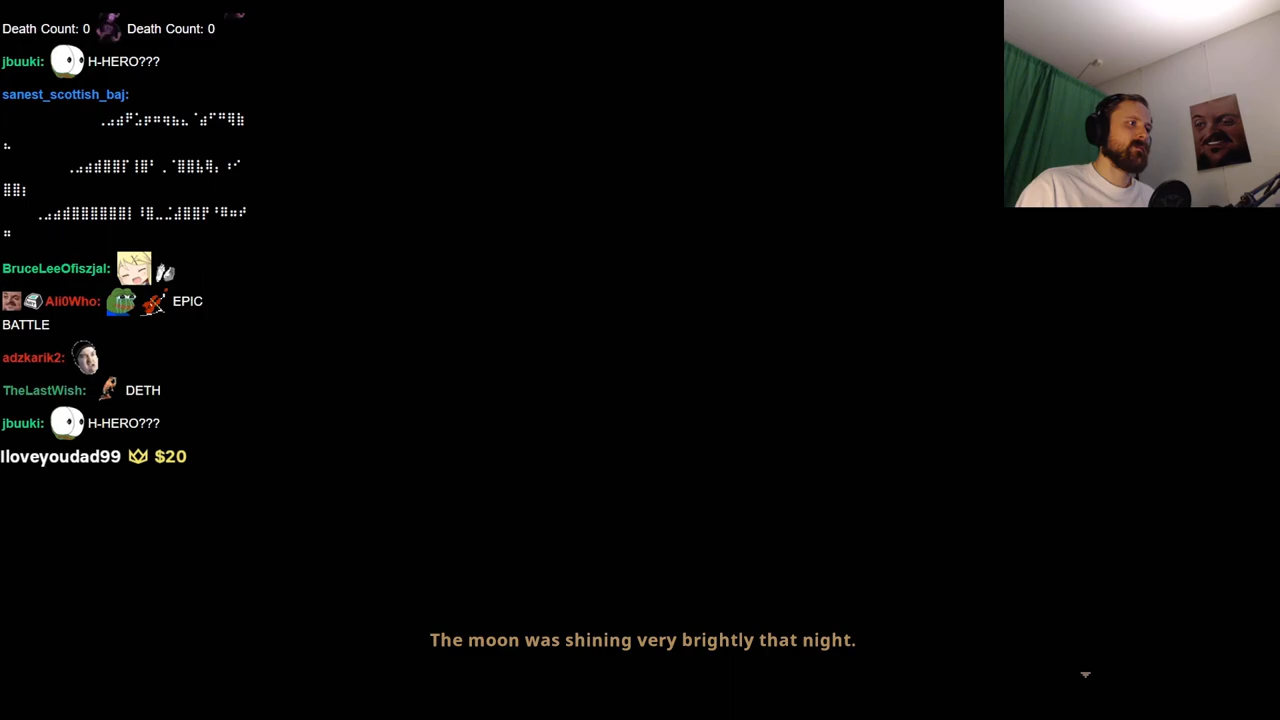 Death Count: 0 Death Count: 0
jbuuki: H-HERO???
sanest_scottish_baj:
BruceLeeOfiszjal:
Ali0Who: EPIC
BATTLE
adzkarik2:
TheLastWish: DETH
jbuuki: H-HERO???
Iloveyoudad99 $20
The moon was shining very brightly that night.